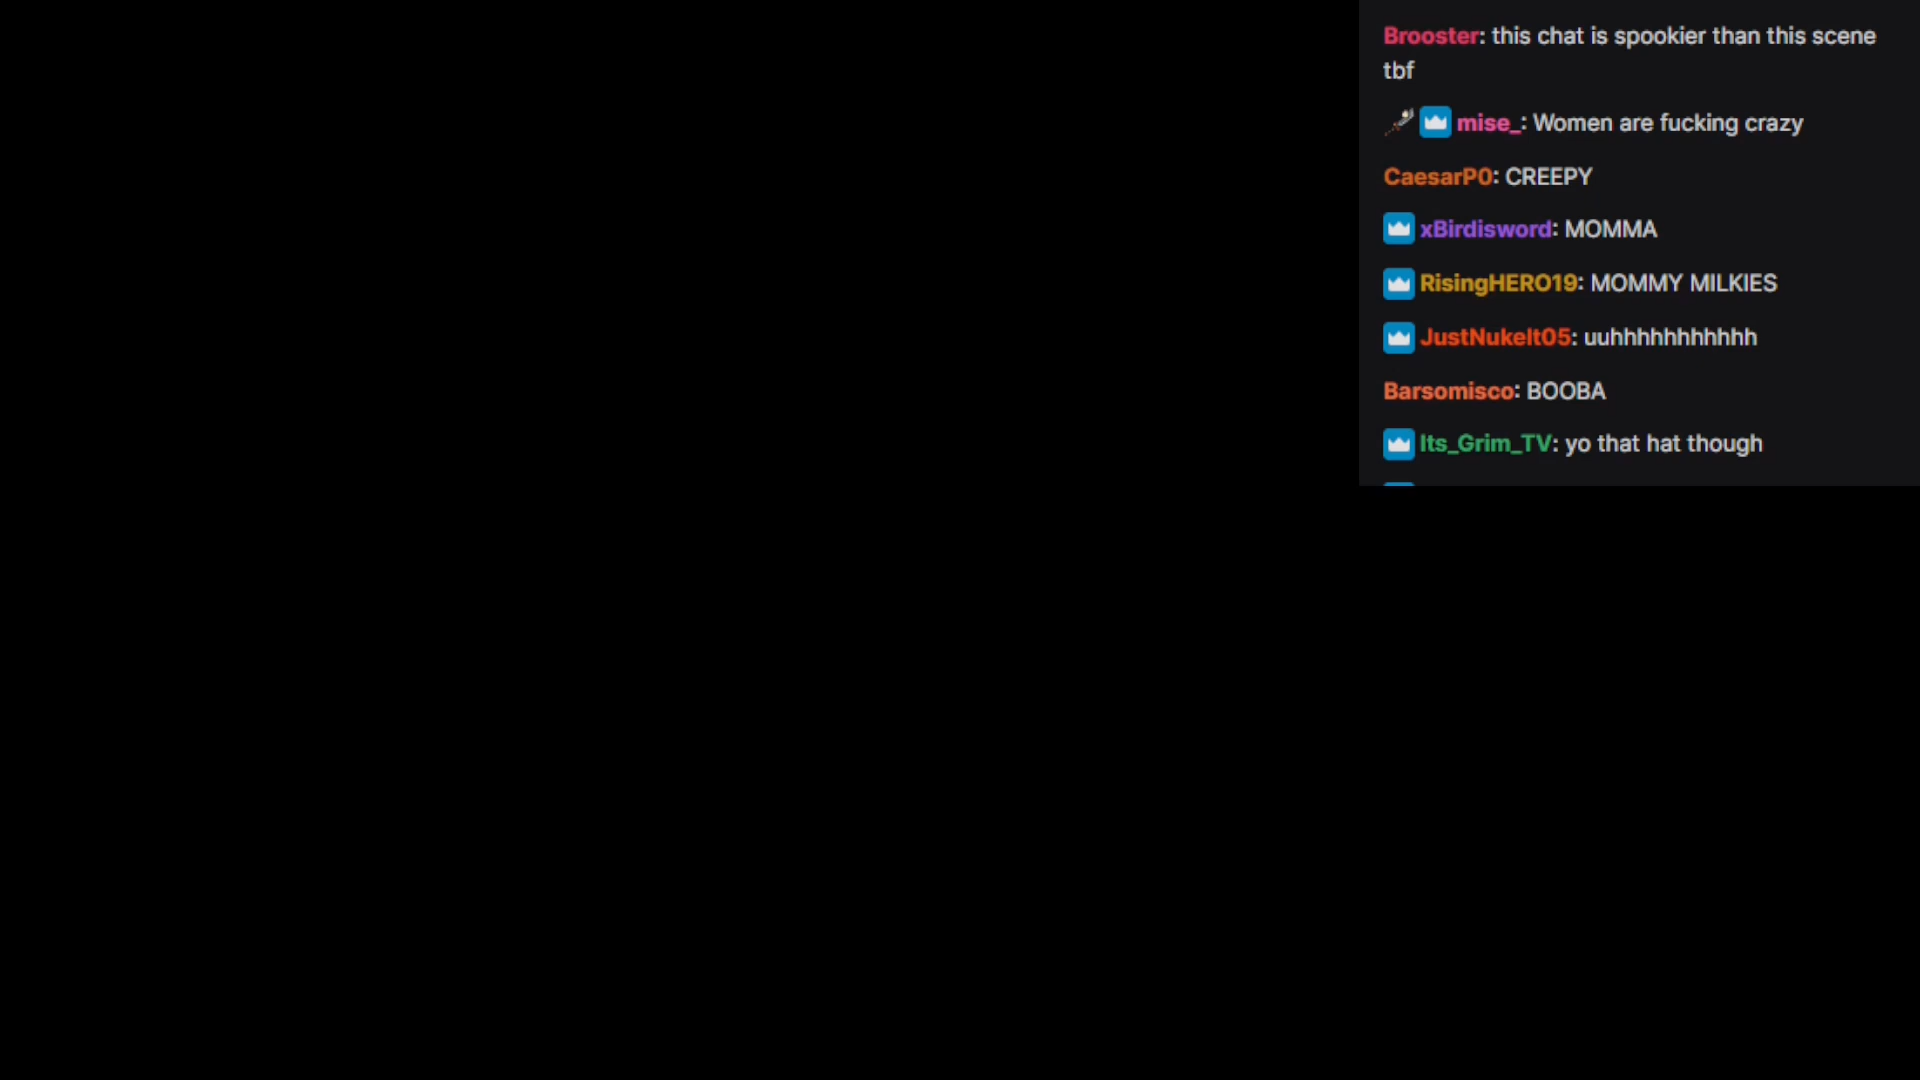 Brooster: this chat is spookier than this scene
tbf
mise_: Women are fucking crazy
CaesarP0: CREEPY
xBirdisword: MOMMA
RisingHERO19: MOMMY MILKIES
JustNukeIt05: uuhhhhhhhhhhh
Barsomisco: BOOBA
Its_Grim_TV: yo that hat though